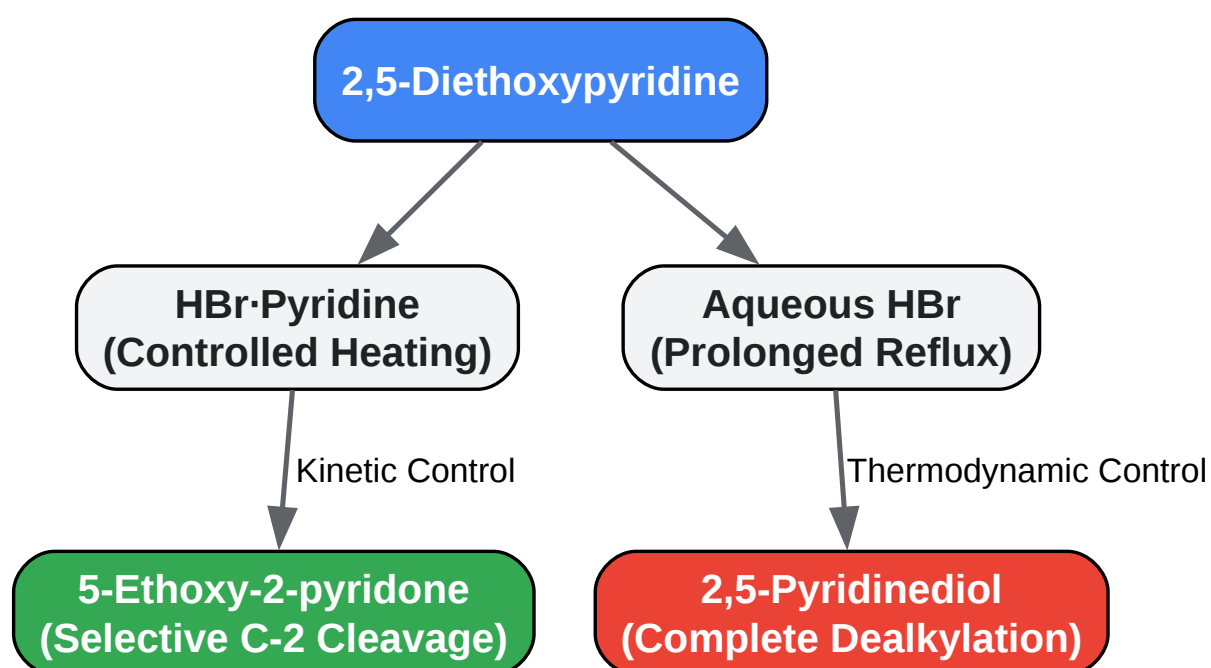 2,5-Diethoxypyridine
HBr·Pyridine
(Controlled Heating)
Aqueous HBr
(Prolonged Reflux)
Kinetic Control
Thermodynamic Control
5-Ethoxy-2-pyridone
(Selective C-2 Cleavage)
2,5-Pyridinediol
(Complete Dealkylation)